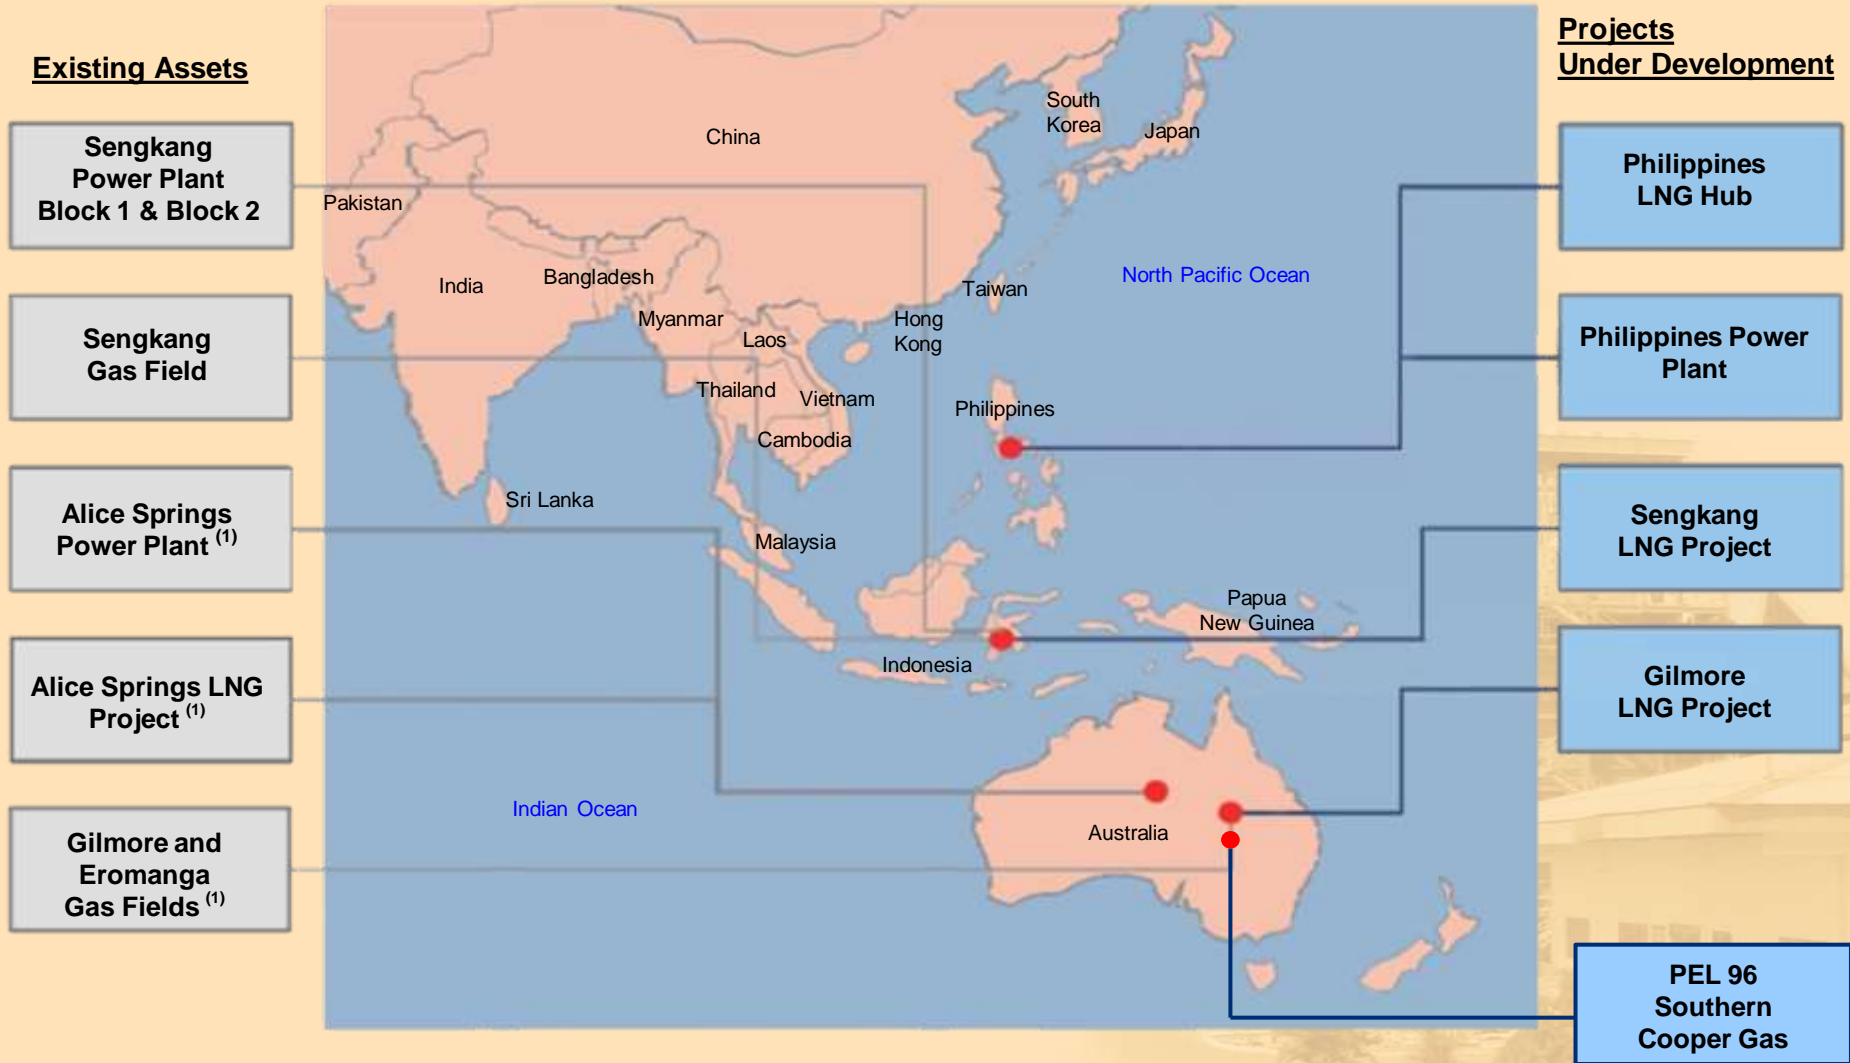 Existing Assets
Sengkang
Power Plant
Block 1 & Block 2
Sengkang
Gas Field
Alice Springs
Power Plant (1)
Alice Springs LNG
Project (1)
Gilmore and
Eromanga
Gas Fields (1)
China
South
Korea
Japan
Pakistan
India
Bangladesh
Myanmar
Laos
Hong
Kong
Taiwan
North Pacific Ocean
Thailand
Vietnam
Cambodia
Philippines
Sri Lanka
Malaysia
Indonesia
Papua
New Guinea
Indian Ocean
Australia
Projects
Under Development
Philippines
LNG Hub
Philippines Power
Plant
Sengkang
LNG Project
Gilmore
LNG Project
PEL 96
Southern
Cooper Gas